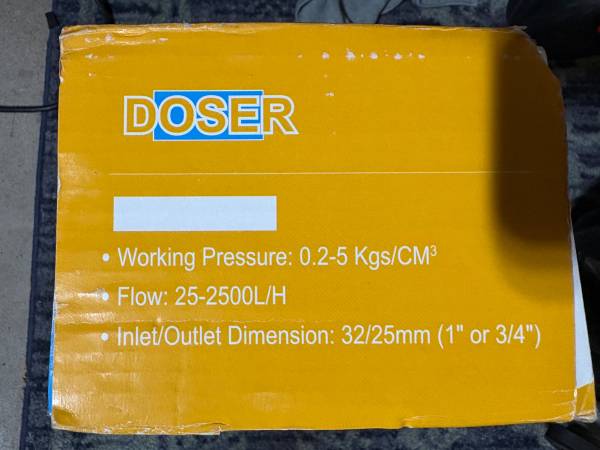 DOSER
• Working Pressure: 0.2-5 Kgs/CM³
• Flow: 25-2500L/H
• Inlet/Outlet Dimension: 32/25mm (1" or 3/4")